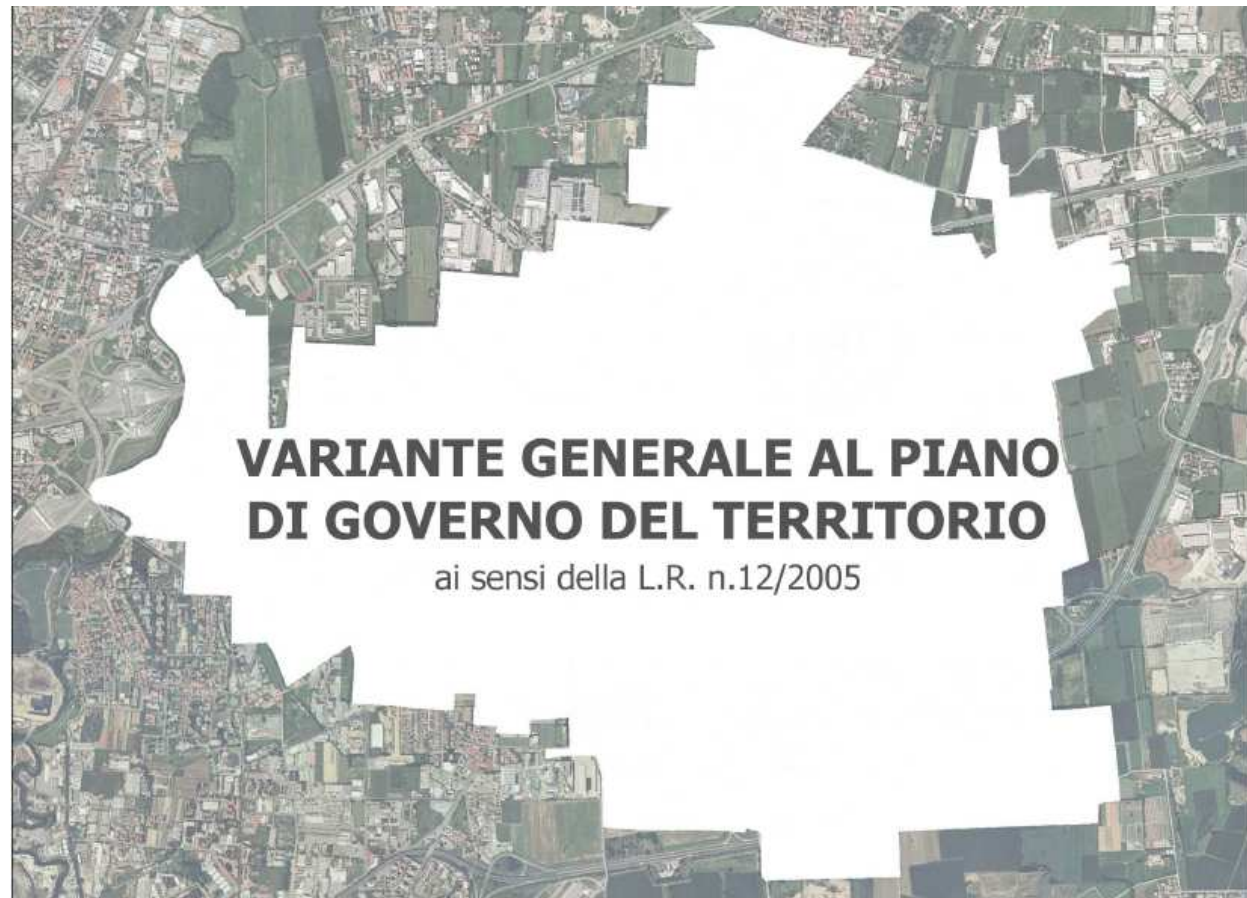 VARIANTE GENERALE AL PIANO
DI GOVERNO DEL TERRITORIO
ai sensi della L.R. n.12/2005